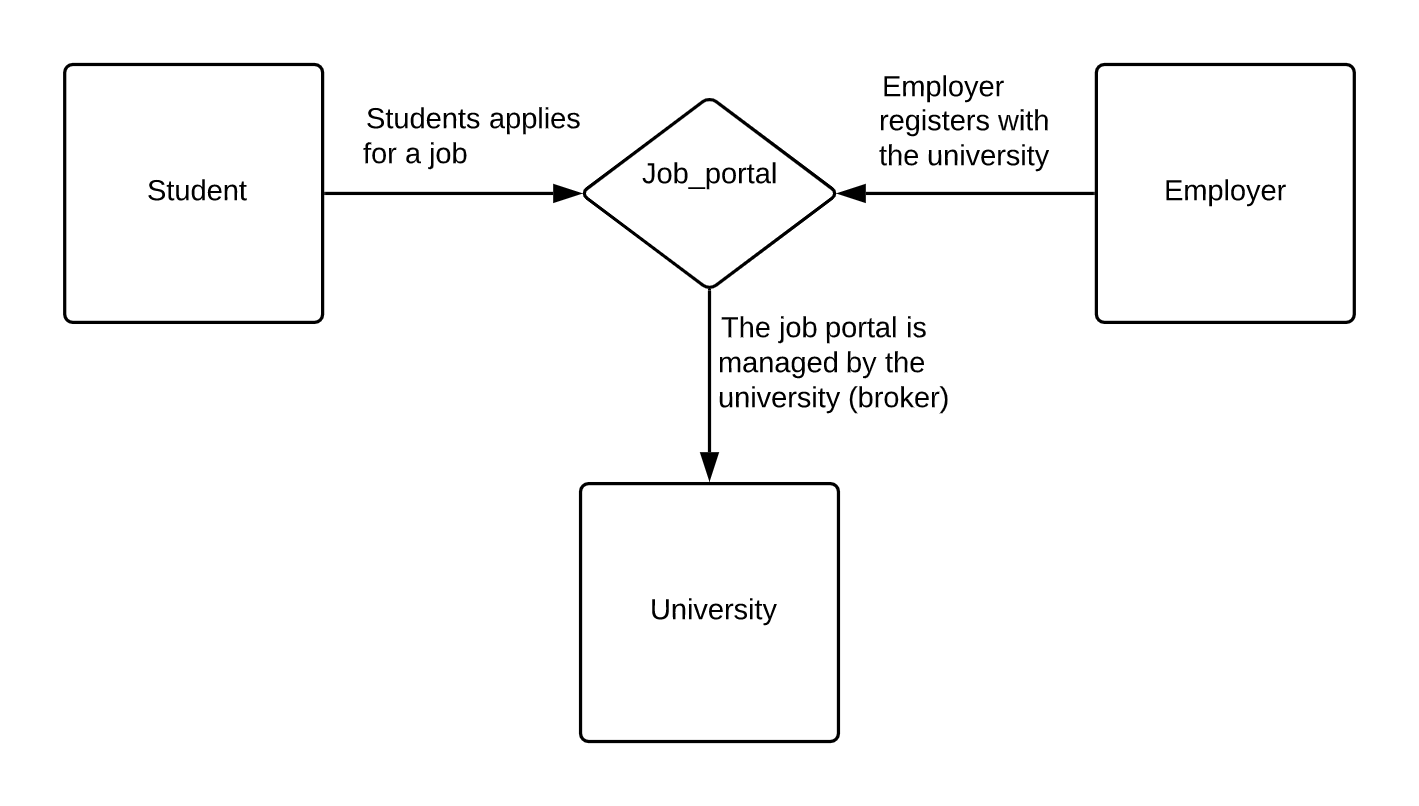 Student
Students applies
for a job
Job_portal
Employer
registers with
the university
Employer
The job portal is
managed by the
university (broker)
University